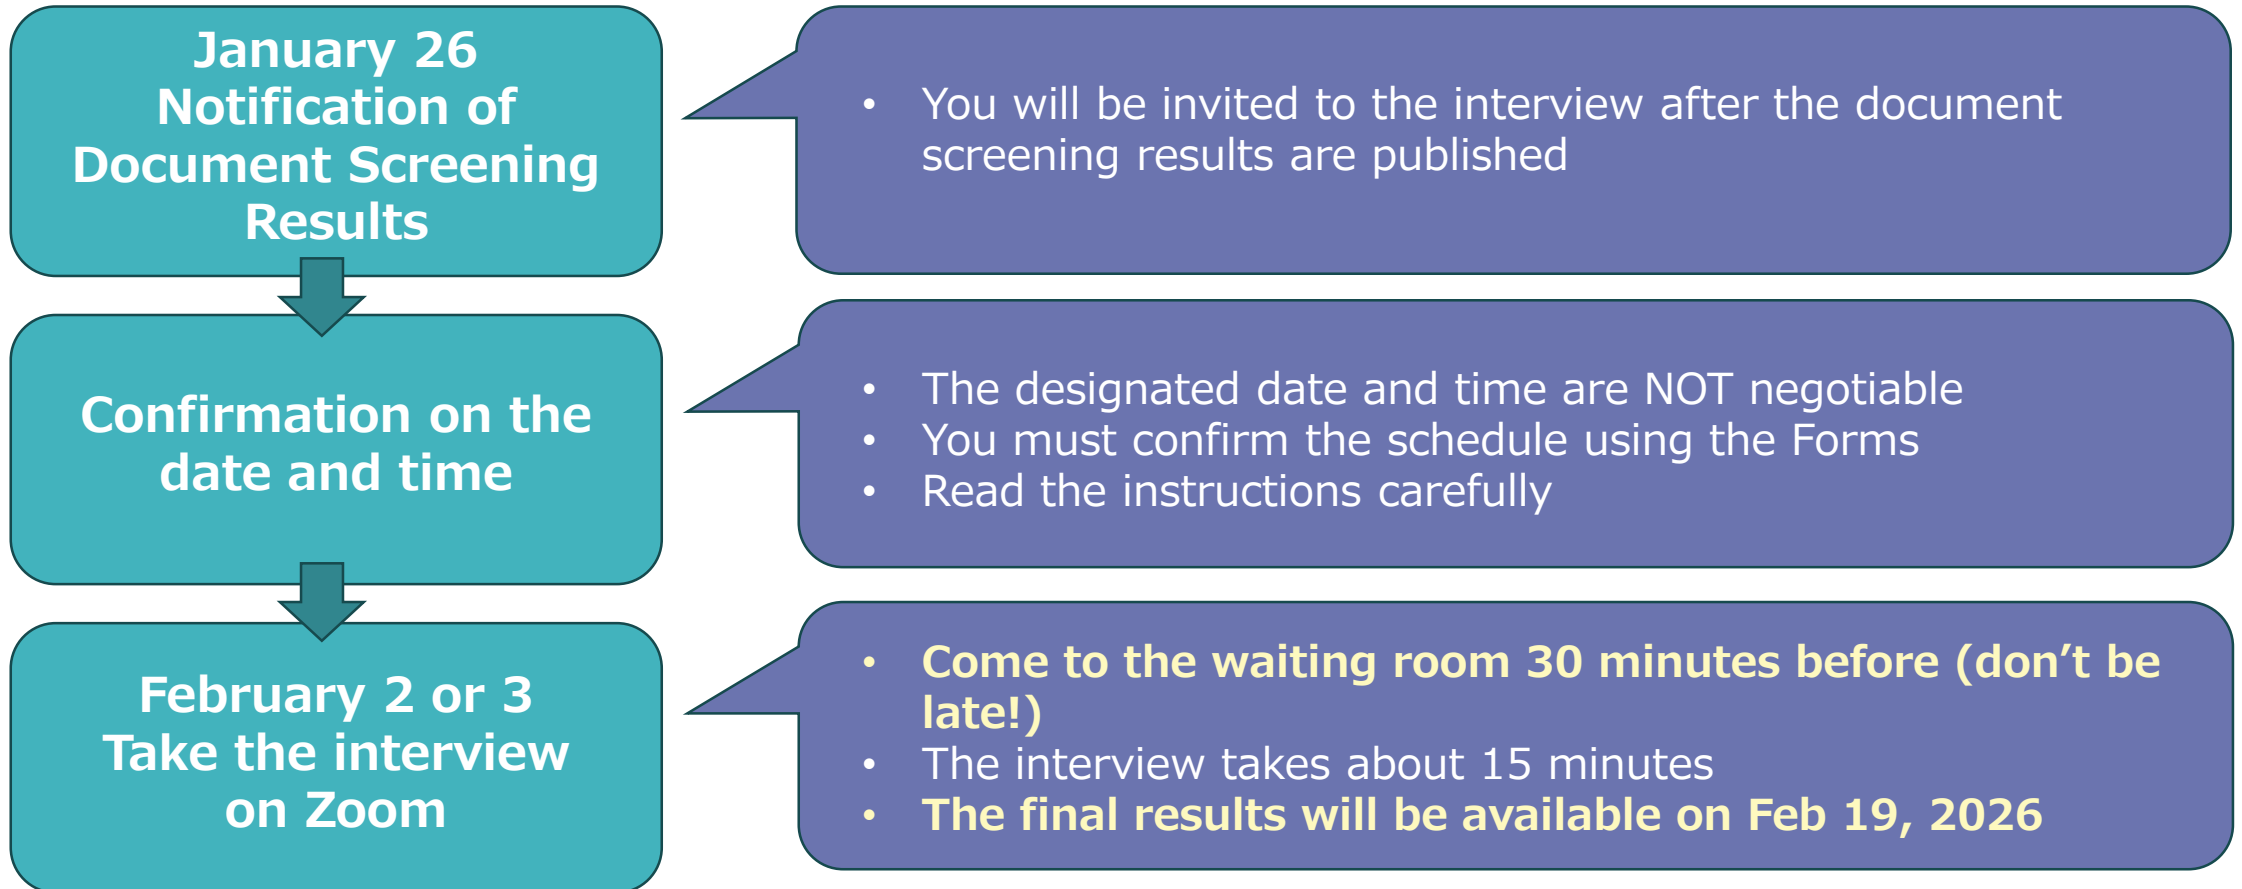 January 26
Notification of
Document Screening
Results
• You will be invited to the interview after the document
screening results are published
Confirmation on the
date and time
• The designated date and time are NOT negotiable
• You must confirm the schedule using the Forms
• Read the instructions carefully
February 2 or 3
Take the interview
on Zoom
• Come to the waiting room 30 minutes before (don’t be
late!)
• The interview takes about 15 minutes
• The final results will be available on Feb 19, 2026